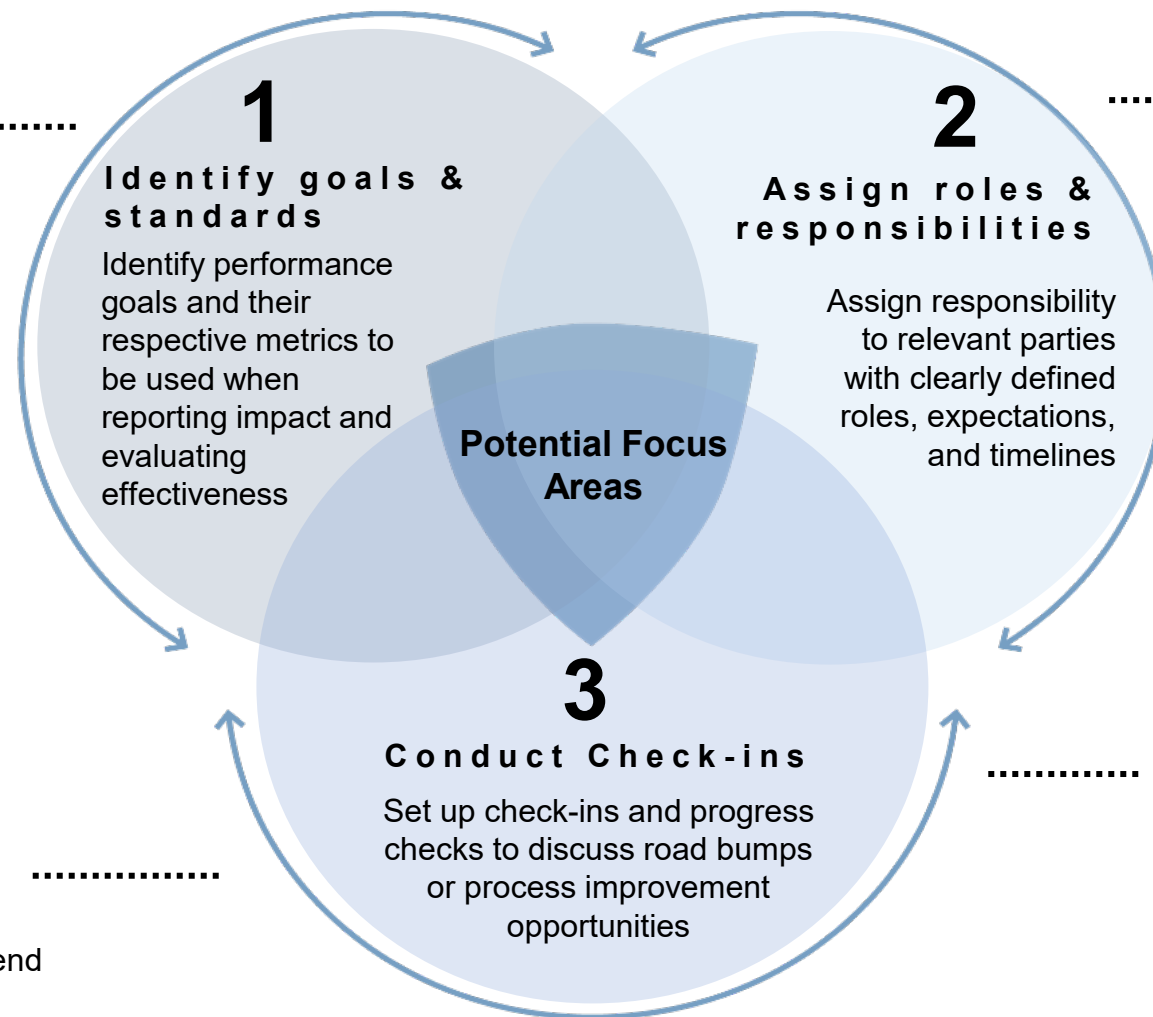 1
Identify goals &
standards
Identify performance
goals and their
respective metrics to
be used when
reporting impact and
evaluating
effectiveness
2
Assign roles &
responsibilities
Assign responsibility
to relevant parties
with clearly defined
roles, expectations,
and timelines
Potential Focus
Areas
3
Conduct Check-ins
Set up check-ins and progress
checks to discuss road bumps
or process improvement
opportunities